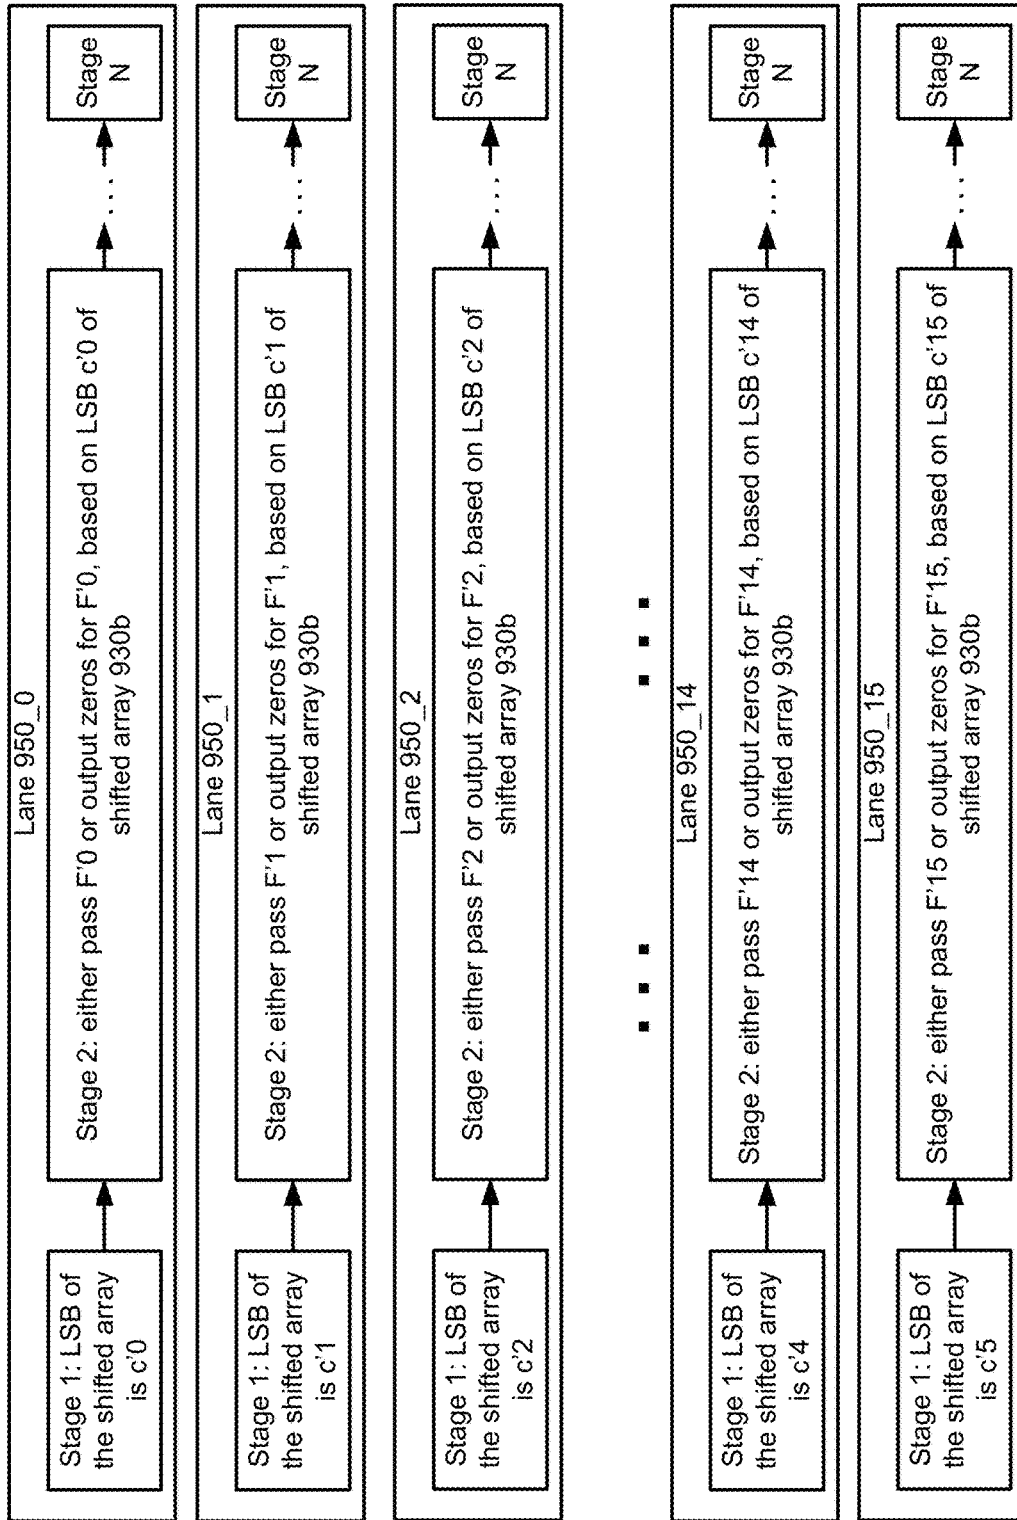 Lane 950_0
Stage 1: LSB of
the shifted array
is c'0
Stage 2: either pass F'0 or output zeros for F'0, based on LSB c'0 of
shifted array 930b
...
Stage
N
Lane 950_1
Stage 1: LSB of
the shifted array
is c'1
Stage 2: either pass F'1 or output zeros for F'1, based on LSB c'1 of
shifted array 930b
...
Stage
N
Lane 950_2
Stage 1: LSB of
the shifted array
is c'2
Stage 2: either pass F'2 or output zeros for F'2, based on LSB c'2 of
shifted array 930b
....
Stage
N
Lane 950_14
Stage 1: LSB of
the shifted array
is c'4
Stage 2: either pass F'14 or output zeros for F'14, based on LSB c'14 of
shifted array 930b
...
Stage
N
Lane 950_15
Stage 1: LSB of
the shifted array
is c'5
Stage 2: either pass F'15 or output zeros for F'15, based on LSB c'15 of
shifted array 930b
...
Stage
N